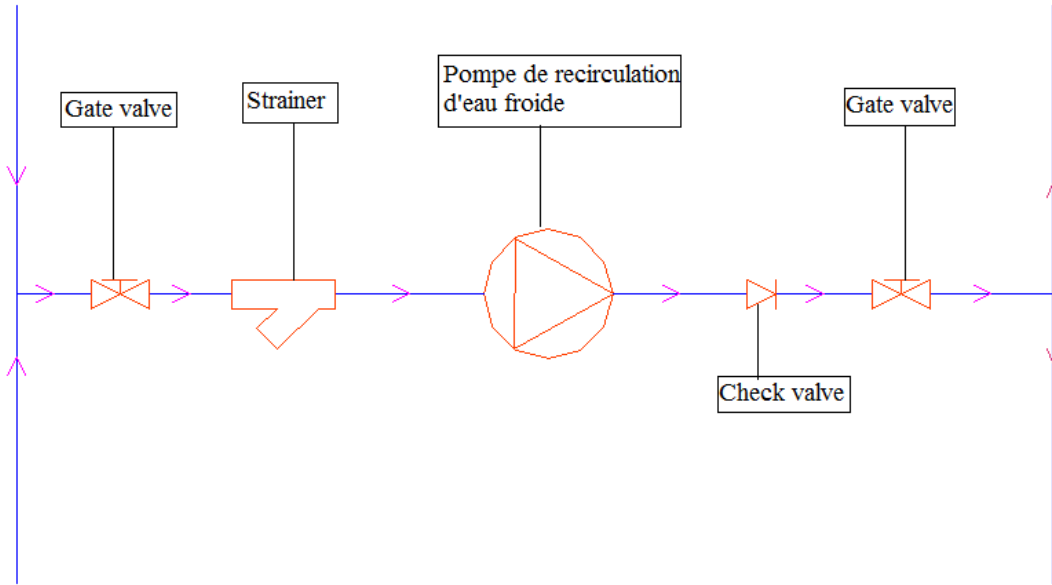 Gate valve
Strainer
Pompe de recirculation
d'eau froide
Gate valve
Check valve